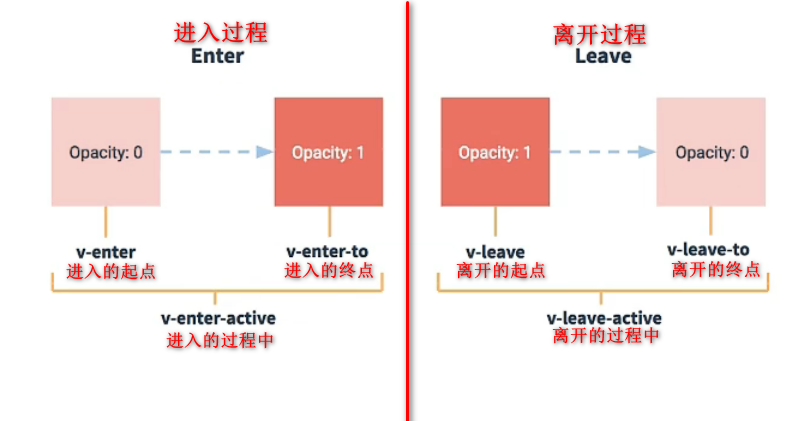 进入过程
Enter
Opacity: 0
Opacity: 1
v-enter
进入的起点
v-enter-to
进入的终点
v-enter-active
进入的过程中
离开过程
Leave
Opacity: 1
Opacity: 0
v-leave
离开的起点
v-leave-to
离开的终点
v-leave-active
离开的过程中